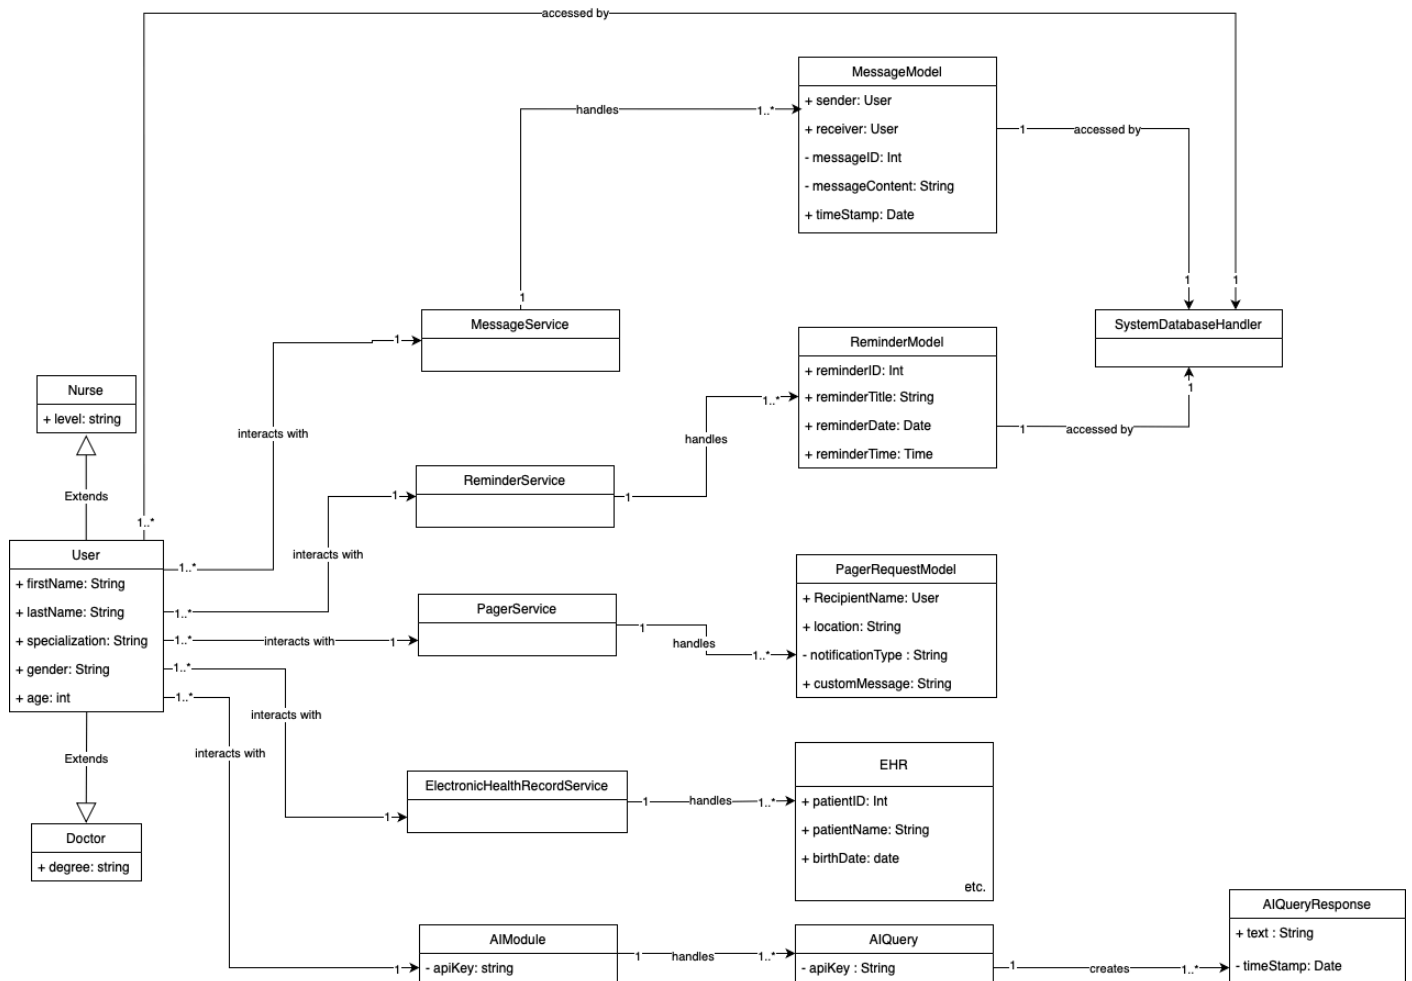 accessed by
MessageModel
+ sender: User
+ receiver: User
- messageID: Int
- messageContent: String
+ timeStamp: Date
handles
1..*
1
accessed by
1
1
1
MessageService
1
SystemDatabaseHandler
1
ReminderModel
+ reminderID: Int
+ reminderTitle: String
+ reminderDate: Date
+ reminderTime: Time
1..*
1
accessed by
Nurse
+ level: string
interacts with
handles
Extends
ReminderService
1
1
1..*
interacts with
User
+ firstName: String
+ lastName: String
+ specialization: String
+ gender: String
+ age: int
1..*
1..*
1..*
1..*
1..*
PagerService
interacts with
1
1
handles
1..*
PagerRequestModel
+ RecipientName: User
+ location: String
- notificationType : String
+ customMessage: String
interacts with
interacts with
Extends
Doctor
+ degree: string
ElectronicHealthRecordService
1
1
handles
1..*
EHR
+ patientID: Int
+ patientName: String
+ birthDate: date
etc.
AIModule
- apiKey: string
1
1
handles
1..*
AIQuery
- apiKey : String
1
creates
1..*
AIQueryResponse
+ text : String
- timeStamp: Date